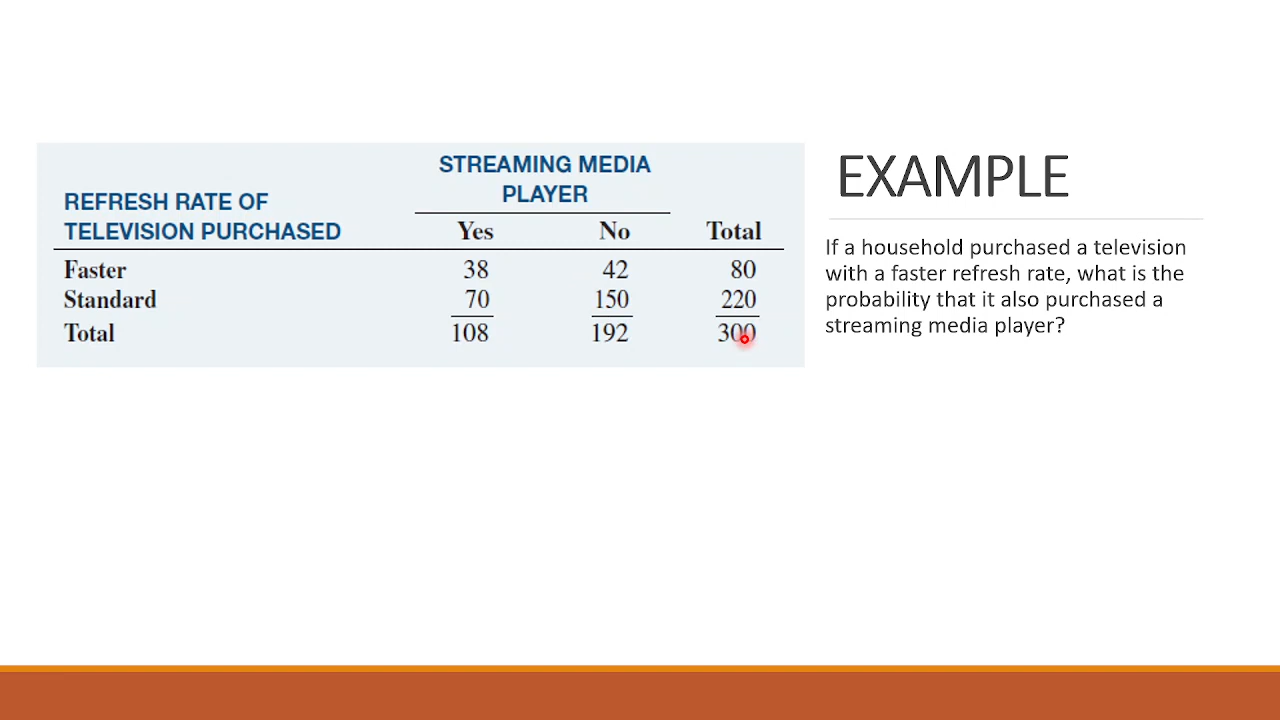 STREAMING MEDIA
PLAYER
REFRESH RATE OF
TELEVISION PURCHASED
Yes No Total
Faster 38 42 80
Standard 70 150 220
Total 108 192 300
EXAMPLE
If a household purchased a television
with a faster refresh rate, what is the
probability that it also purchased a
streaming media player?